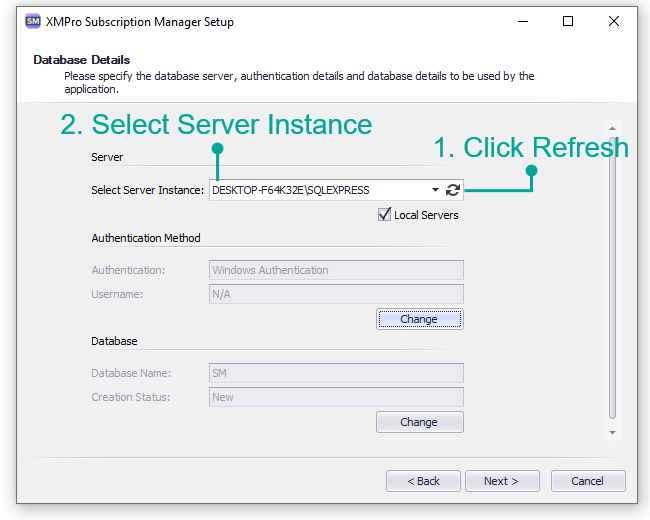 SM XMPro Subscription Manager Setup
Database Details
Please specify the database server, authentication details and database details to be used by the
application.
2. Select Server Instance
1. Click Refresh
Server
Select Server Instance: DESKTOP-F64K32E\SQLEXPRESS
Local Servers
Authentication Method
Authentication: Windows Authentication
Username: N/A
Change
Database
Database Name: SM
Creation Status: New
Change
< Back Next > Cancel